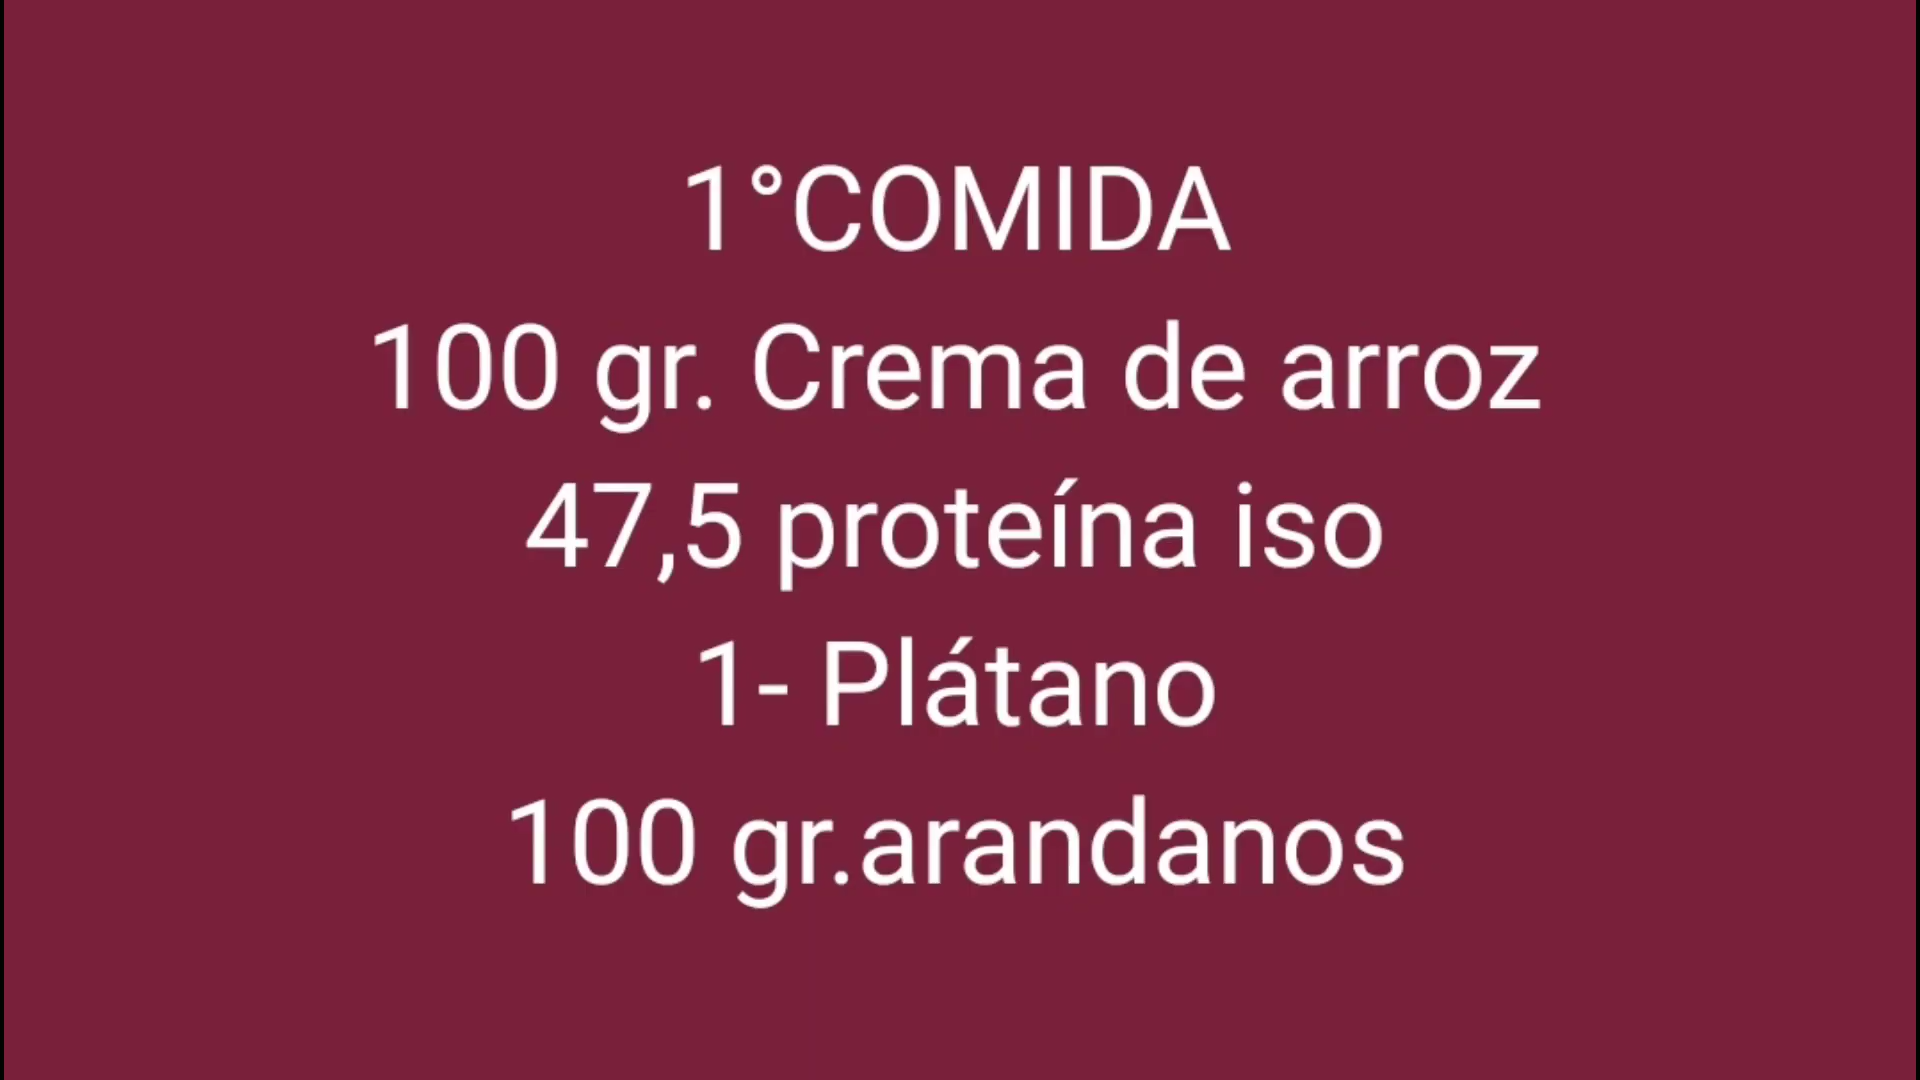 1°COMIDA
100 gr. Crema de arroz
47,5 proteína iso
1- Plátano
100 gr.arandanos